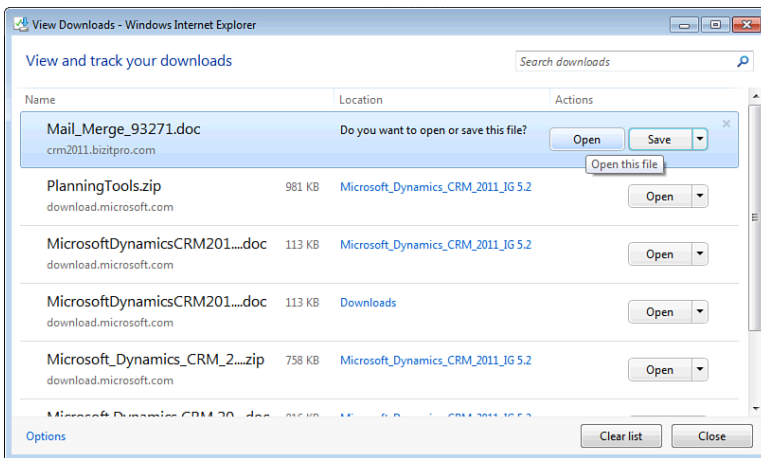 View Downloads - Windows Internet Explorer
View and track your downloads
Search downloads
Name Location Actions
Mail_Merge_93271.doc Do you want to open or save this file? Open Save
crm2011.bizitpro.com
Open this file
PlanningTools.zip 981 KB Microsoft_Dynamics_CRM_2011_IG 5.2 Open
download.microsoft.com
MicrosoftDynamicsCRM201....doc 113 KB Microsoft_Dynamics_CRM_2011_IG 5.2 Open
download.microsoft.com
MicrosoftDynamicsCRM201....doc 113 KB Downloads Open
download.microsoft.com
Microsoft_Dynamics_CRM_2....zip 758 KB Microsoft_Dynamics_CRM_2011_IG 5.2 Open
download.microsoft.com
Options Clear list Close